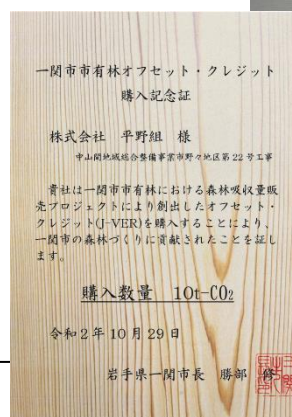 一関市市有林オフセット・クレジット
購入記念証
株式会社 平野組 様
中山間地域総合整備事業市野々地区第22号工事
貴社は一関市市有林における森林吸収量販
売プロジェクトにより創出したオフセット・
クレジット(J-VER)を購入することにより、
一関市の森林づくりに貢献されたことを証し
ます。
購入数量 10t-CO2
令和2年10月29日
岩手県一関市長 勝部 修